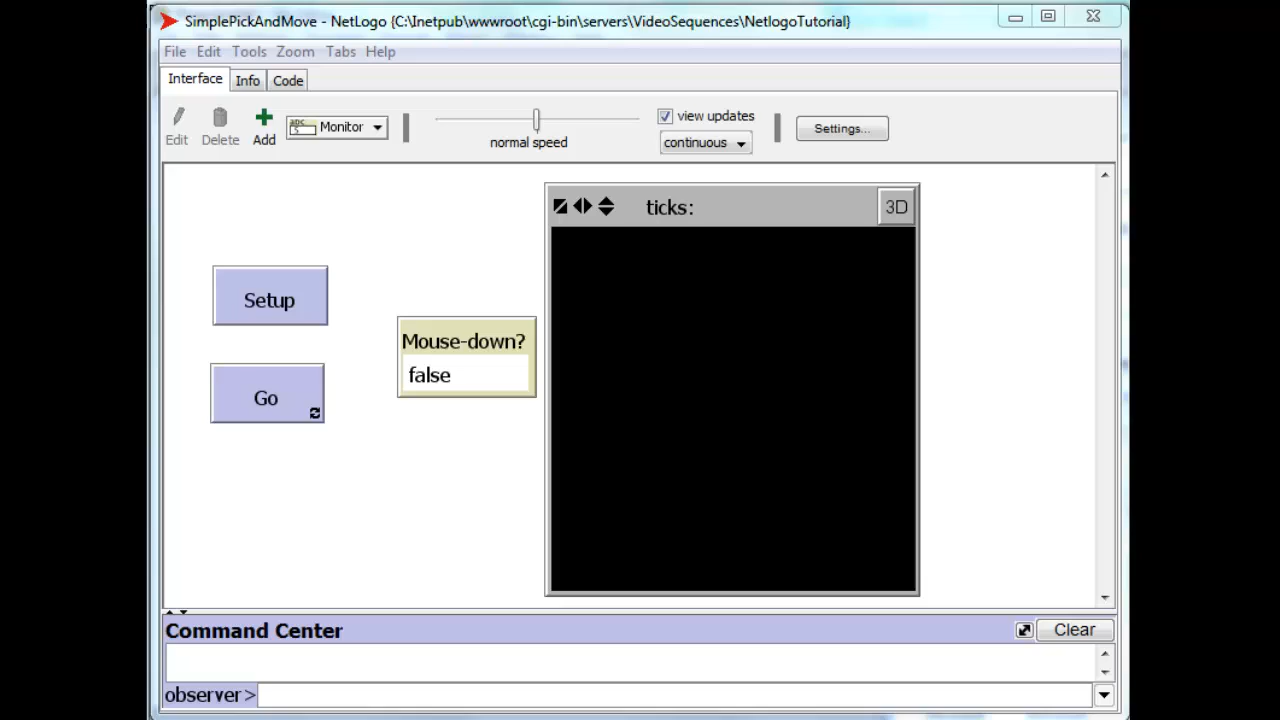 SimplePickAndMove - NetLogo {C:\Inetpub\wwwroot\cgi-bin\servers\VideoSequences\NetlogoTutorial}
File Edit Tools Zoom Tabs Help
Interface Info Code
Edit Delete Add abc 5 Monitor normal speed view updates continuous Settings...
ticks: 3D
Setup
Mouse-down?
false
Go
Command Center Clear
observer>